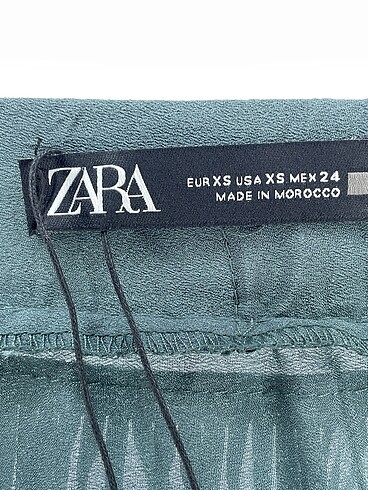 ZARA
EUR XS USA XS MEX 24
MADE IN MOROCCO